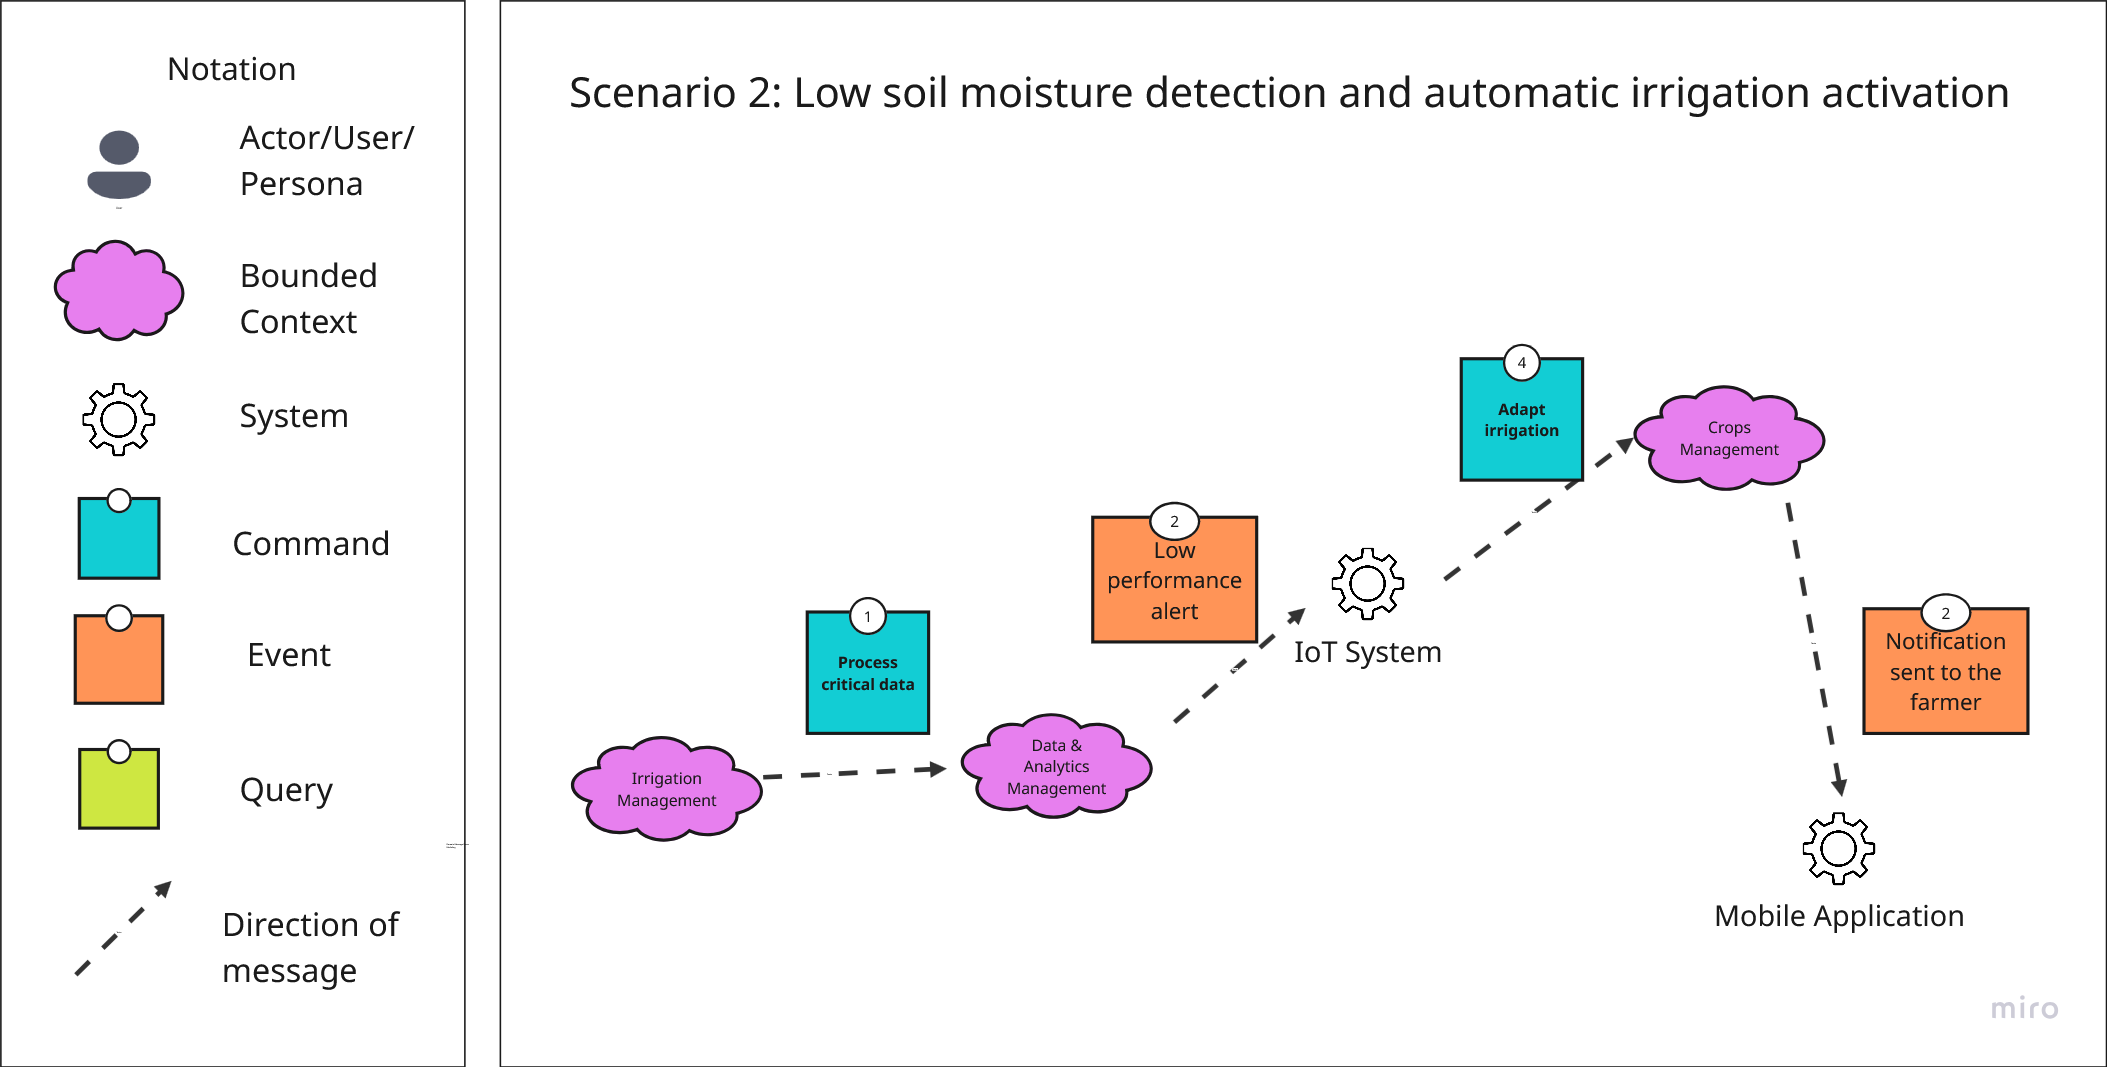 Notation
Actor/User/
Persona
Bounded
Context
System
Command
Event
Query
Direction of
message
Scenario 2: Low soil moisture detection and automatic irrigation activation
Irrigation
Management
1
Process
critical data
Data &
Analytics
Management
2
Low
performance
alert
IoT System
4
Adapt
irrigation
Crops
Management
2
Notification
sent to the
farmer
Mobile Application
miro